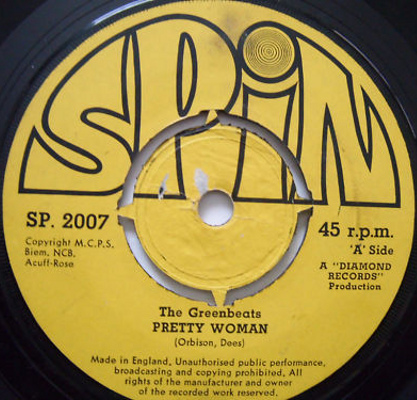 SPiN
SP. 2007
45 r.p.m.
'A' Side
Copyright M.C.P.S,
Biem, NCB,
Acuff-Rose
A "DIAMOND
RECORDS"
Production
The Greenbeats
PRETTY WOMAN
(Orbison, Dees)
Made in England, Unauthorised public performance,
broadcasting and copying prohibited, All
rights of the manufacturer and owner
of the recorded work reserved.